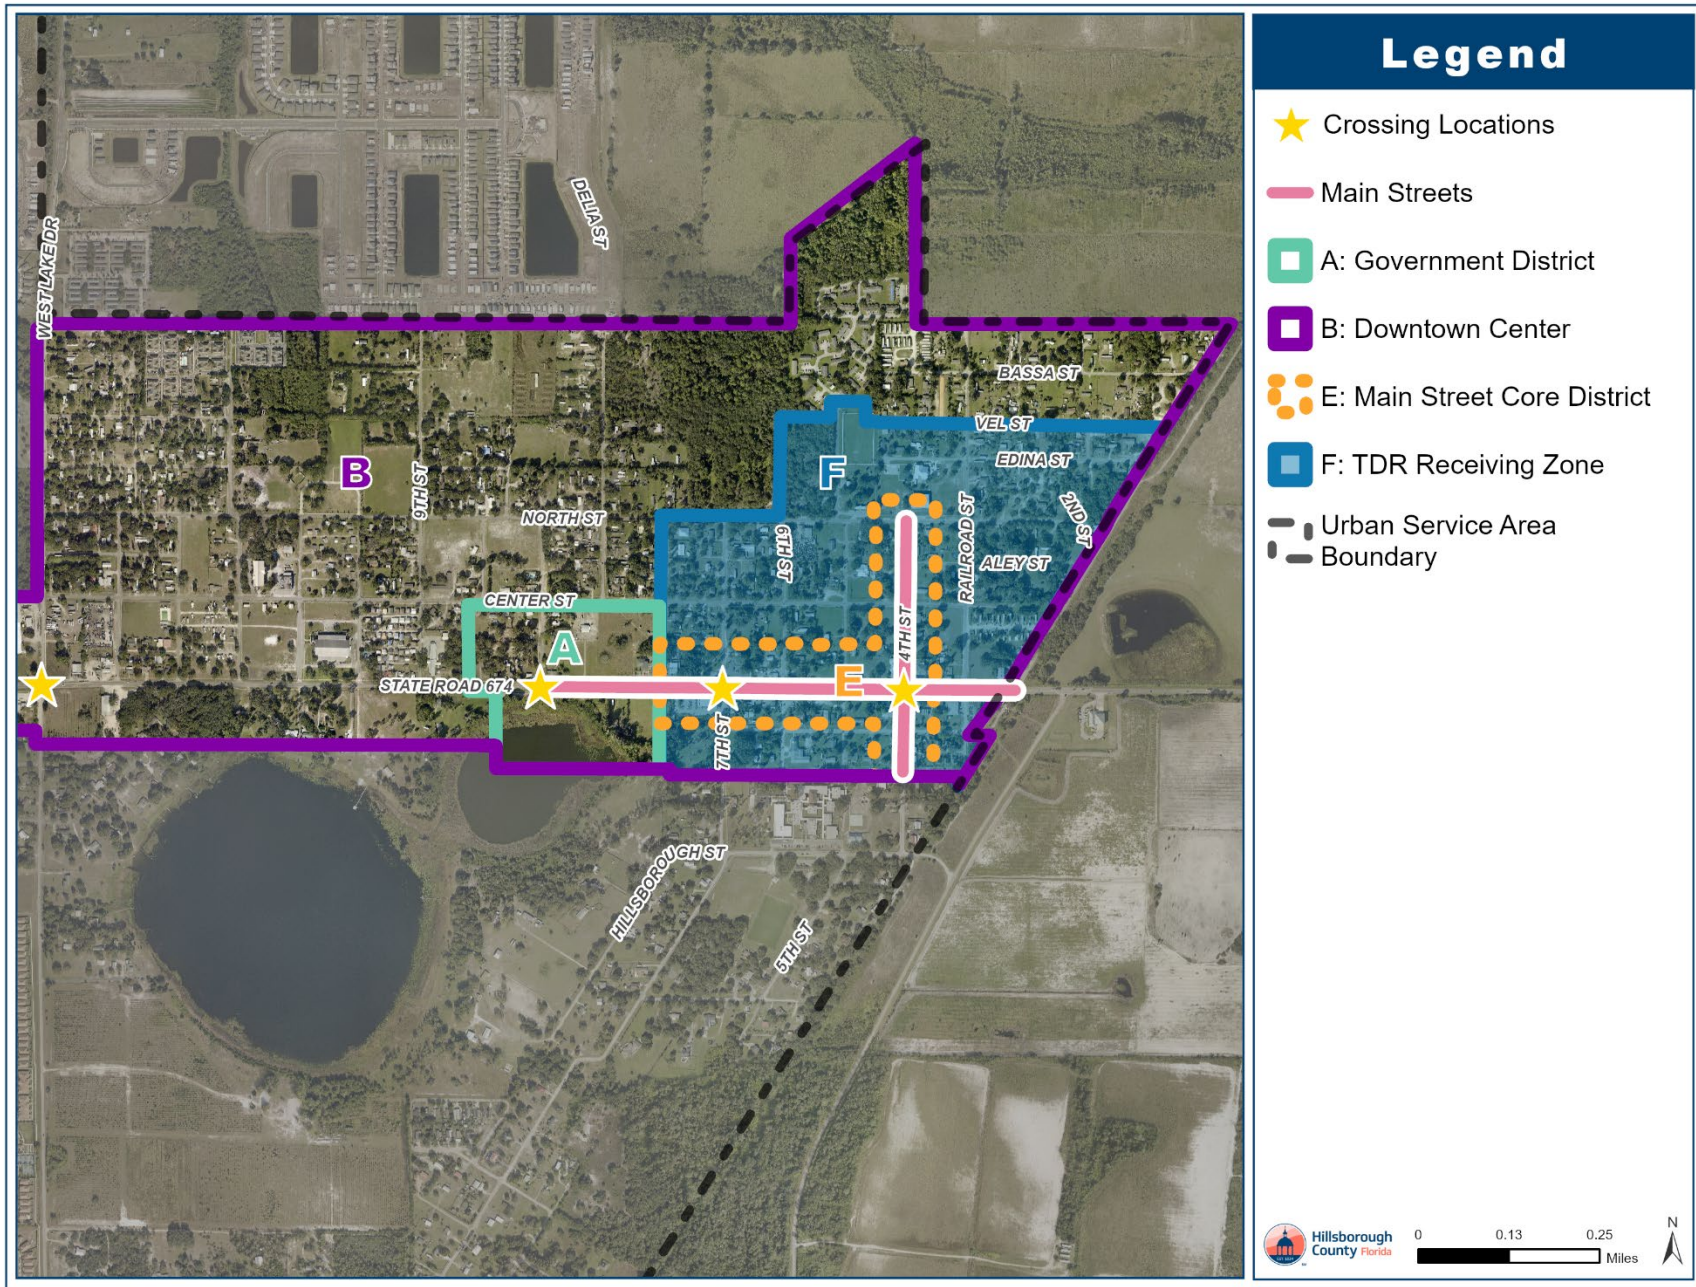 Legend
Crossing Locations
Main Streets
A: Government District
B: Downtown Center
E: Main Street Core District
F: TDR Receiving Zone
Urban Service Area
Boundary
WEST LAKE DR
DELIA ST
BASSA ST
VEL ST
EDINA ST
B
F
9TH ST
NORTH ST
6TH ST
RAILROAD ST
2ND ST
ALEY ST
CENTER ST
A
4TH ST
STATE ROAD 674
E
7TH ST
HILLSBOROUGH ST
5TH ST
Hillsborough
County Florida
0 0.13 0.25
Miles
N